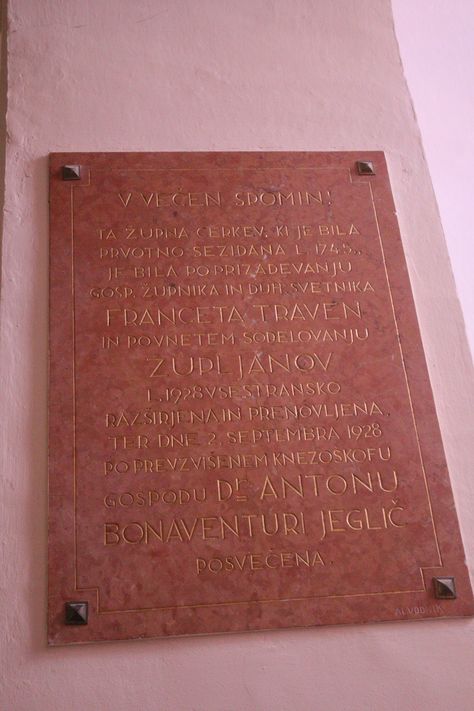 V VEČEN SPOMIN!
TA ŽUPNA CERKEV, KI JE BILA
PRVOTNO SEZIDANA L. 1745.,
JE BILA PO PRIZADEVANJU
GOSP. ŽUPNIKA IN DUH. SVETNIKA
FRANCETA TRAVEN
IN POVNETEM SODELOVANJU
ŽUPLJANOV
L. 1928 VSESTRANSKO
RAZŠIRJENA IN PRENOVLJENA,
TER DNE 2. SEPTEMBRA 1928
PO PREVZVIŠENEM KNEZOŠKOFU
GOSPODU DR. ANTONU
BONAVENTURI JEGLIČ
POSVEČENA.
ALVODNIK